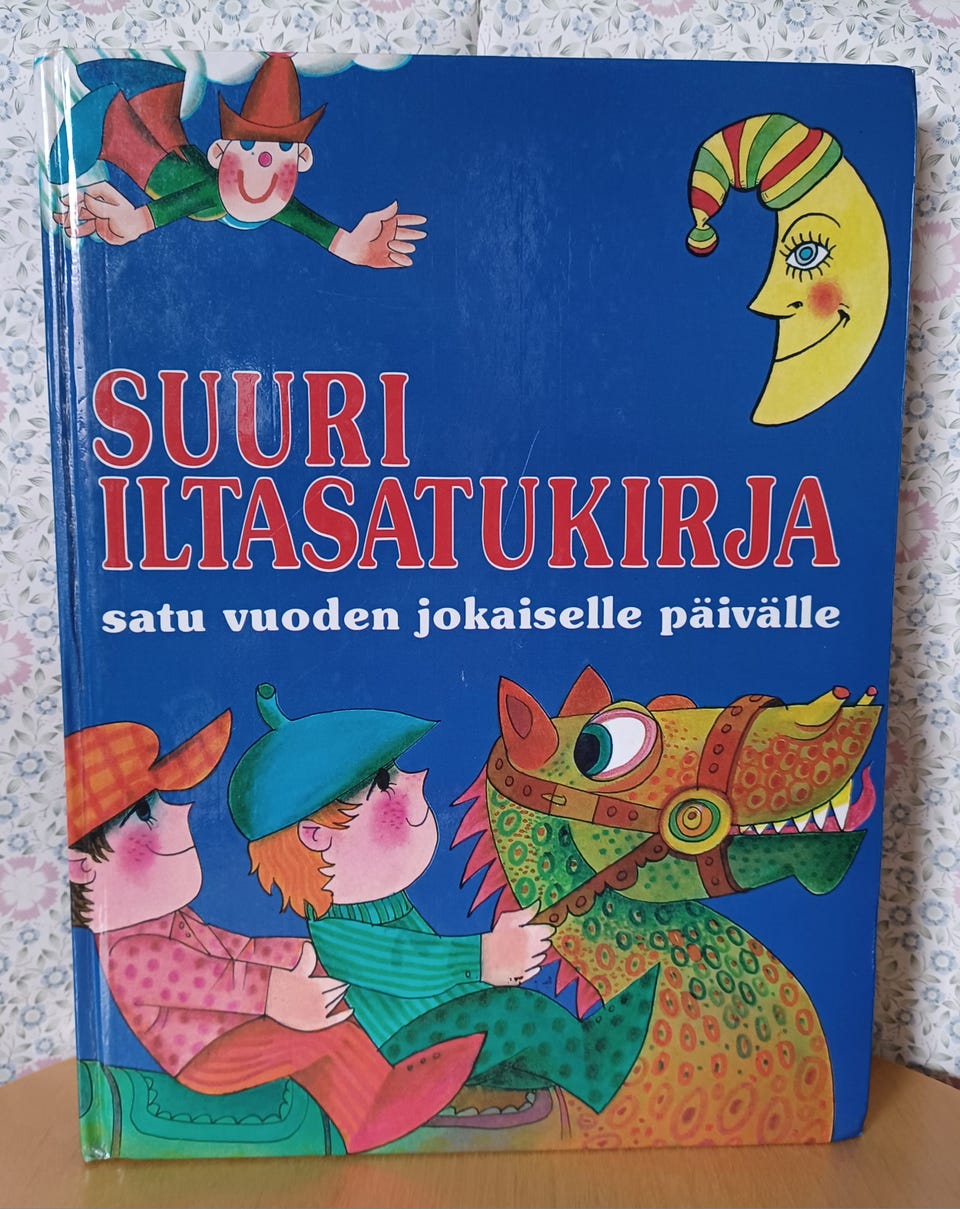 SUURI
ILTASATUKIRJA
satu vuoden jokaiselle päivälle